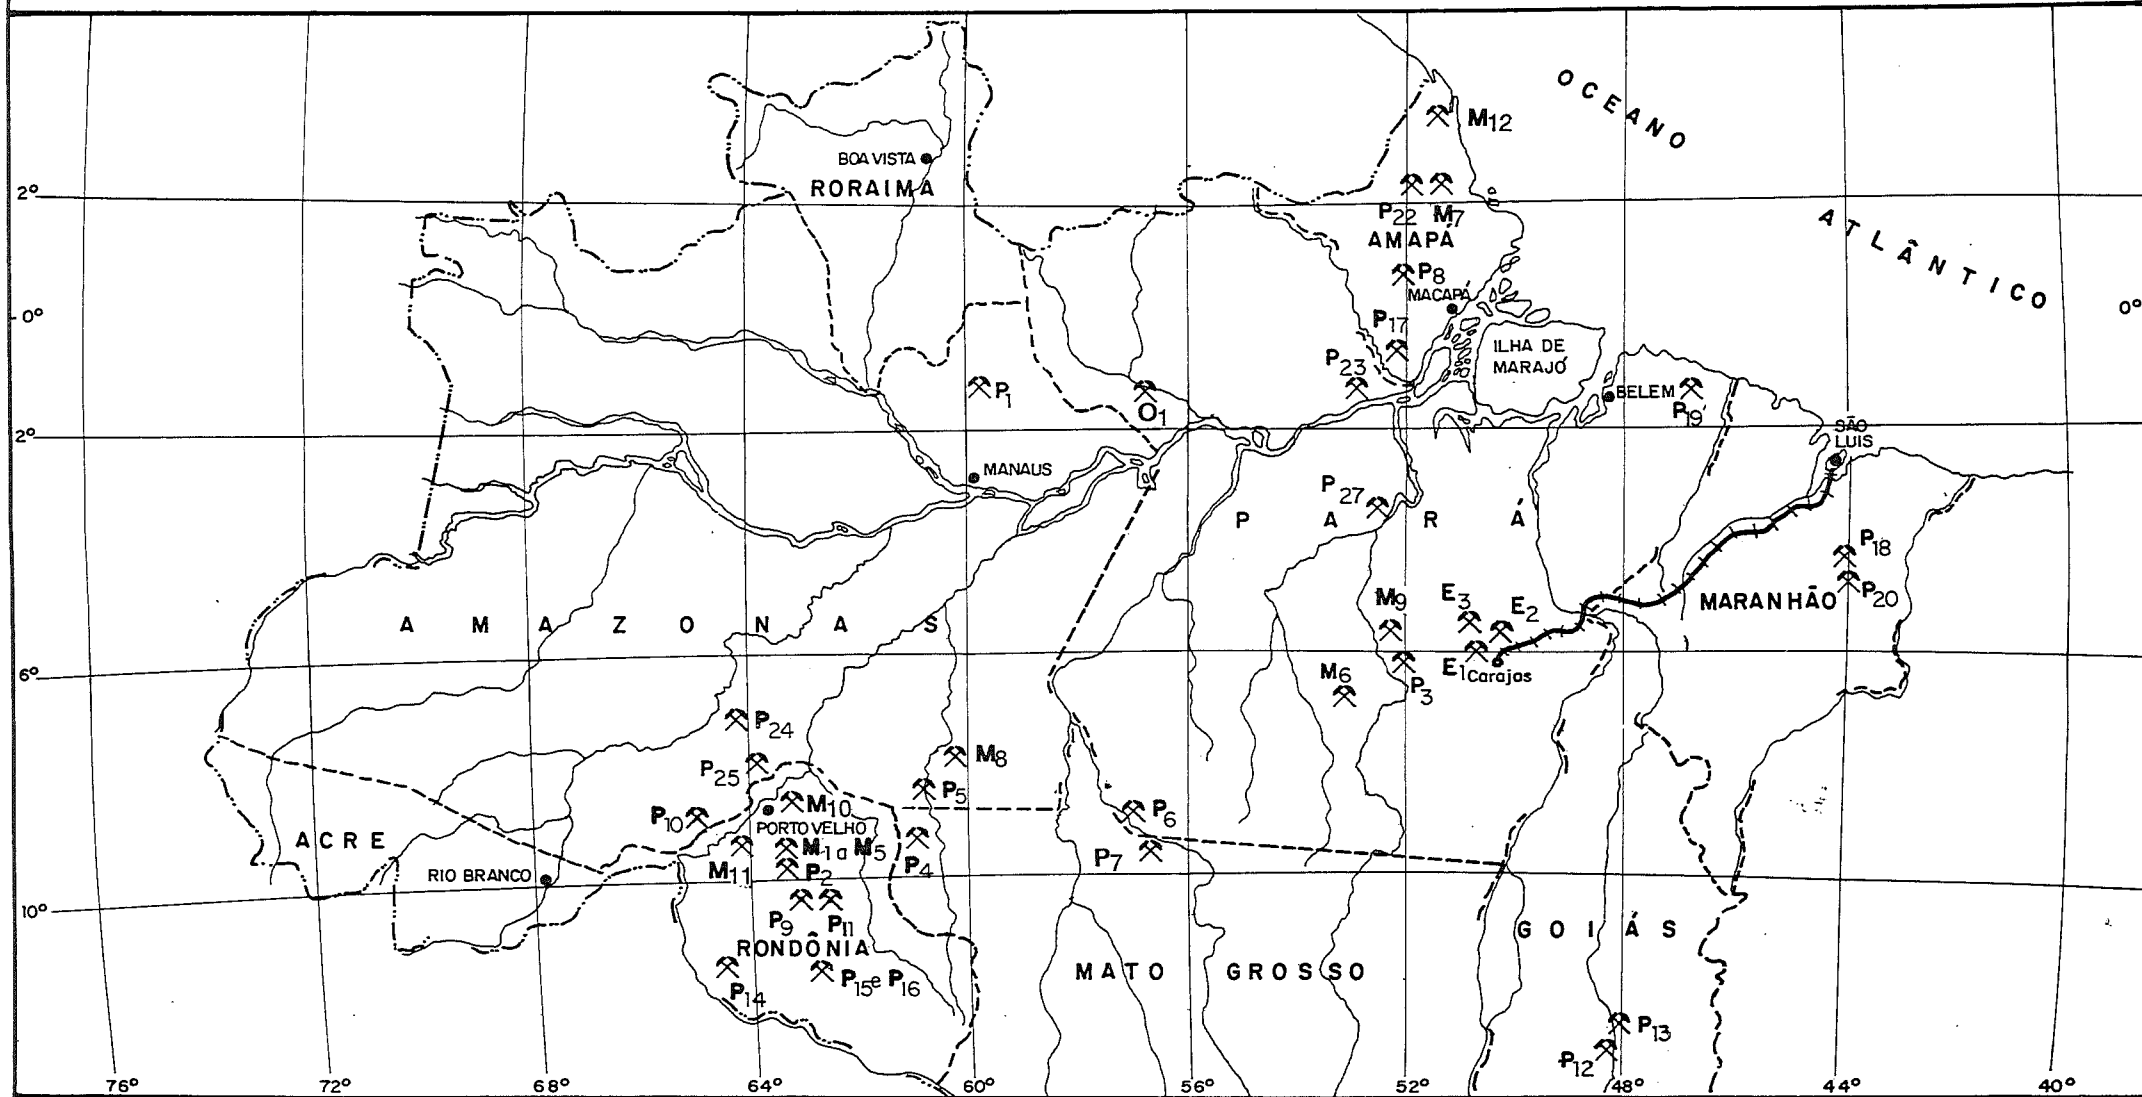 OCEANO
ATLÂNTICO
M12
BOA VISTA
RORAIMA
2°
P22 M7
AMAPÁ
P8
MACAPÁ
0°
0°
P17
P23
ILHA DE
MARAJÓ
BELEM
P19
P1
O1
2°
SÃO
LUIS
MANAUS
P27
PARÁ
P18
P20
MARANHÃO
M9
E3
E2
E1 Carajas
AMAZONAS
6°
M6
P3
P24
P25
M8
P5
P10
M10
PORTO VELHO
P6
ACRE
M1 a M5
P4
P7
RIO BRANCO
M11
P2
10°
P9
P11
RONDÔNIA
GOIÁS
MATO GROSSO
P14
P15 e P16
P13
P12
76° 72° 68° 64° 60° 56° 52° 48° 44° 40°